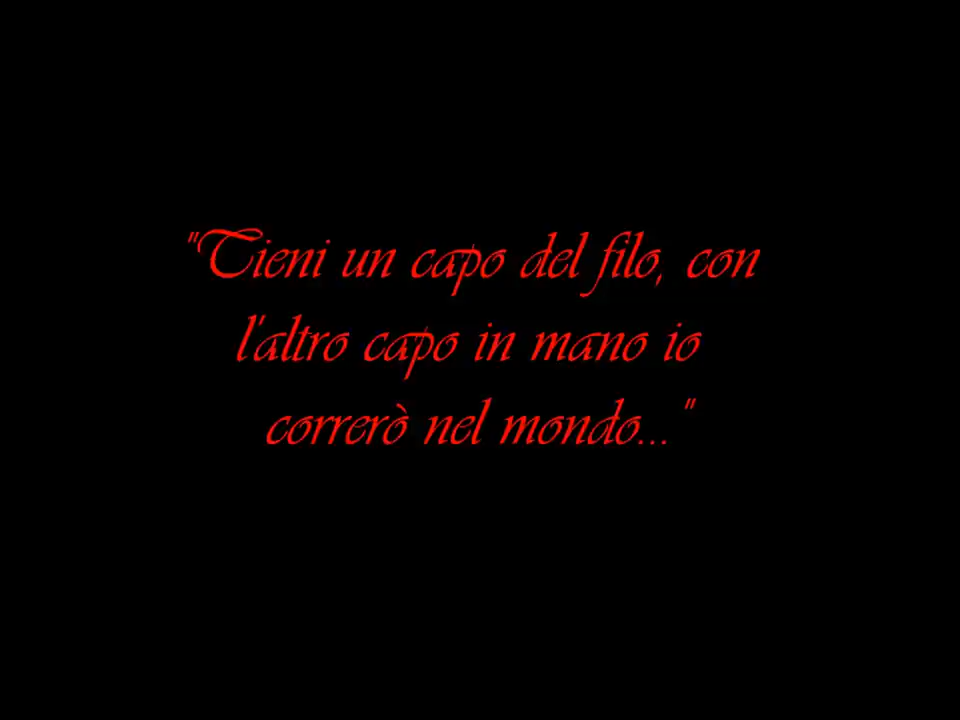 "Tieni un capo del filo, con
l'altro capo in mano io
correrò nel mondo..."